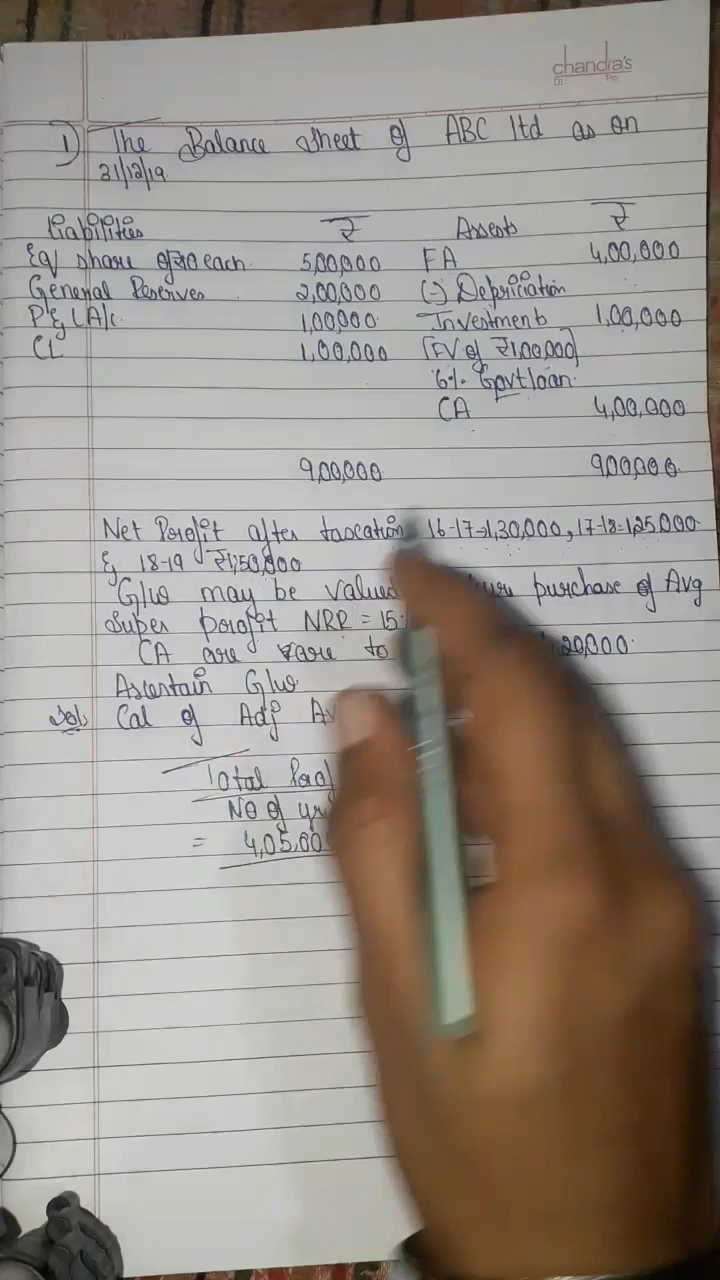 chandra's
1) The Balance sheet of ABC ltd as on
31/12/19.
Liabilities ₹ Assets ₹
Eq share of each. 5,00,000 FA 4,00,000
General Reserves 2,00,000 (-) Depriciation
P & L A/c. 1,00,000 Investment 1,00,000
CL 1,00,000 [FV of ₹1,00,000]
6% Govt loan.
CA 4,00,000
9,00,000 9,00,000
Net Profit after taxation 16-17=1,30,000, 17-18=1,25,000
& 18-19 ₹1,50,000
G/w may be valued purchase of Avg
Super profit NRR = 15
CA are to 20,000.
Ascertain G/w
Sol: Cal of Adj Av
Total Prof
No of yr
= 4,05,00